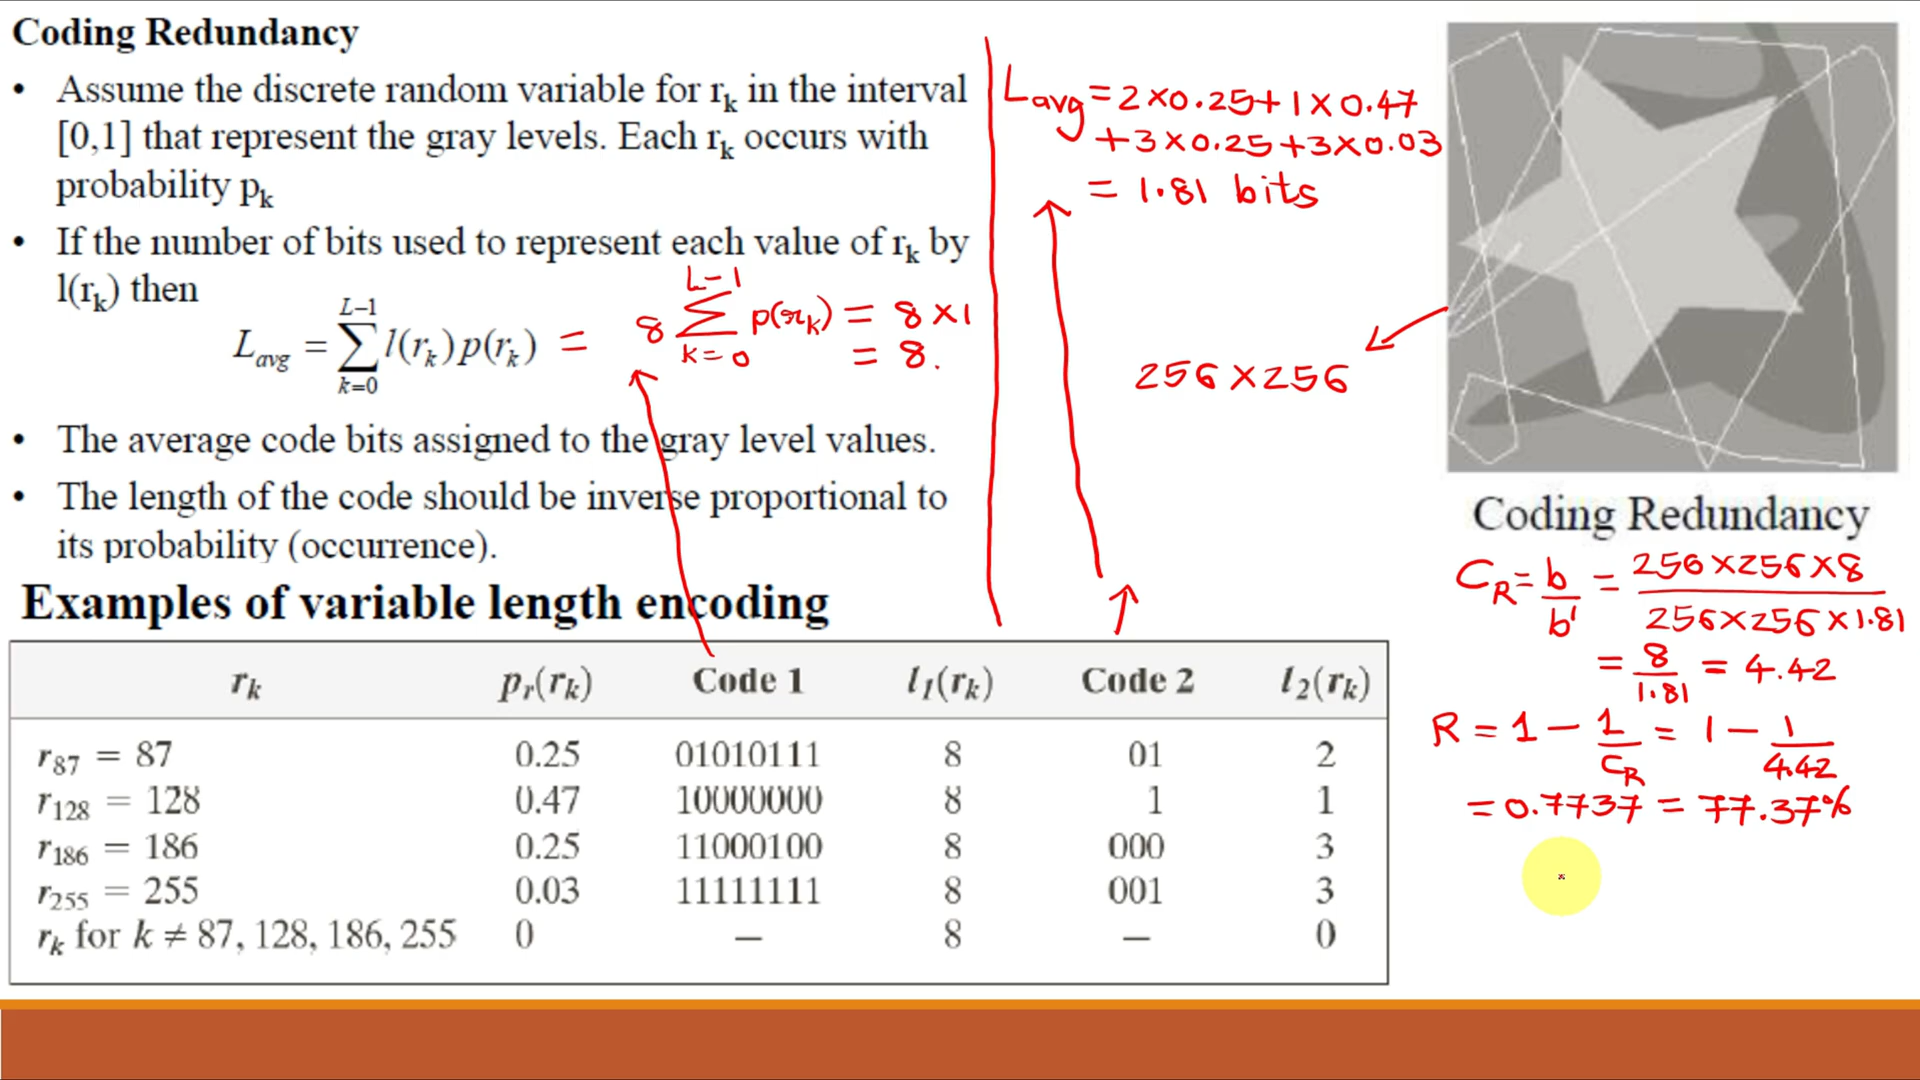 Coding Redundancy
• Assume the discrete random variable for rk in the interval
[0,1] that represent the gray levels. Each rk occurs with
probability pk
• If the number of bits used to represent each value of rk by
l(rk) then
Lavg = ∑ (k=0 to L−1) l(rk) p(rk) = 8 ∑ (k=0 to L−1) p(rk) = 8×1
= 8.
• The average code bits assigned to the gray level values.
• The length of the code should be inverse proportional to
its probability (occurrence).
Lavg = 2×0.25+1×0.47
+3×0.25+3×0.03
= 1.81 bits
256×256
Coding Redundancy
CR = b/b' = 256×256×8 / 256×256×1.81
= 8/1.81 = 4.42
R = 1 − 1/CR = 1 − 1/4.42
= 0.7737 = 77.37%
Examples of variable length encoding
rk pr(rk) Code 1 l1(rk) Code 2 l2(rk)
r87 = 87 0.25 01010111 8 01 2
r128 = 128 0.47 10000000 8 1 1
r186 = 186 0.25 11000100 8 000 3
r255 = 255 0.03 11111111 8 001 3
rk for k ≠ 87, 128, 186, 255 0 — 8 — 0